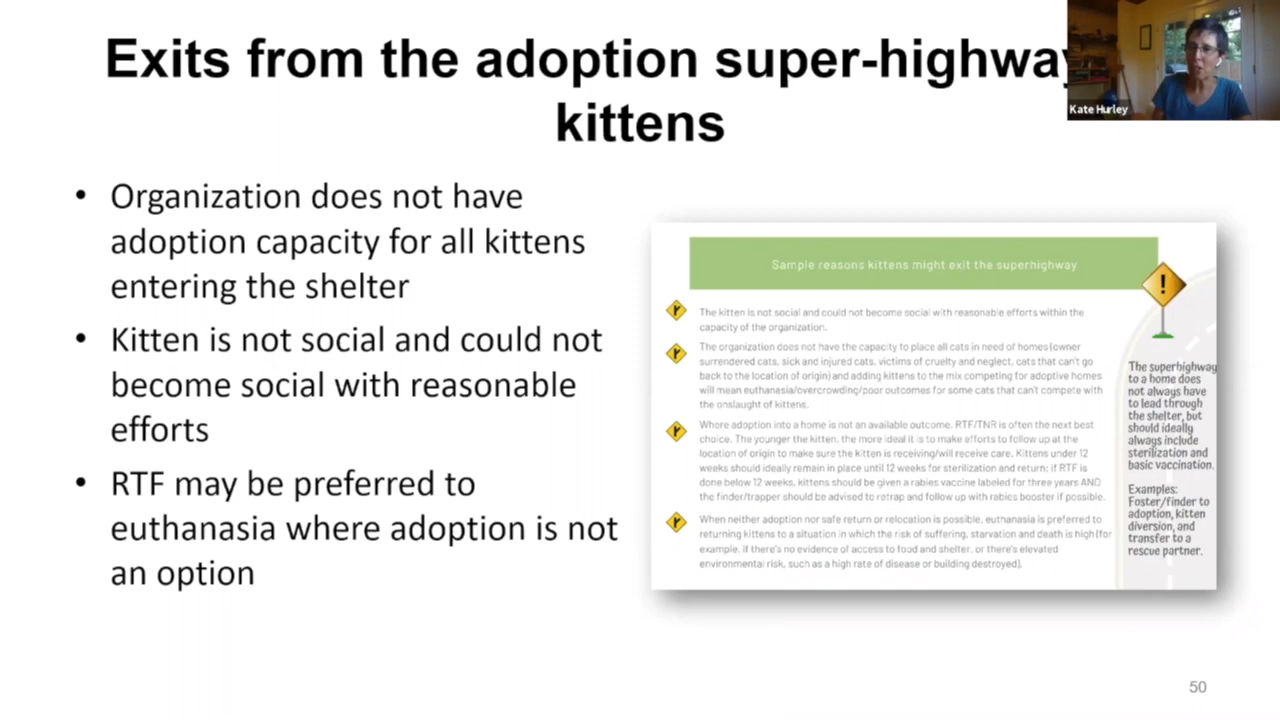 Exits from the adoption super-highway
kittens
Kate Hurley
• Organization does not have
adoption capacity for all kittens
entering the shelter
• Kitten is not social and could not
become social with reasonable
efforts
• RTF may be preferred to
euthanasia where adoption is not
an option
Sample reasons kittens might exit the superhighway
!
The kitten is not social and could not become social with reasonable efforts within the
capacity of the organization.
The organization does not have the capacity to place all cats in need of homes (owner
surrendered cats, sick and injured cats, victims of cruelty and neglect, cats that can't go
back to the location of origin) and adding kittens to the mix competing for adoptive homes
will mean euthanasia/overcrowding/poor outcomes for some cats that can't compete with
the onslaught of kittens.
Where adoption into a home is not an available outcome, RTF/TNR is often the next best
choice. The younger the kitten, the more ideal it is to make efforts to follow up at the
location of origin to make sure the kitten is receiving/will receive care. Kittens under 12
weeks should ideally remain in place until 12 weeks for sterilization and return; if RTF is
done below 12 weeks, kittens should be given a rabies vaccine labeled for three years AND
the finder/trapper should be advised to retrap and follow up with rabies booster if possible.
When neither adoption nor safe return or relocation is possible, euthanasia is preferred to
returning kittens to a situation in which the risk of suffering, starvation and death is high (for
example, if there's no evidence of access to food and shelter, or there's elevated
environmental risk, such as a high rate of disease or building destroyed).
The superhighway
to a home does
not always have
to lead through
the shelter, but
should ideally
always include
sterilization and
basic vaccination.
Examples:
Foster/finder to
adoption, kitten
diversion, and
transfer to a
rescue partner.
50